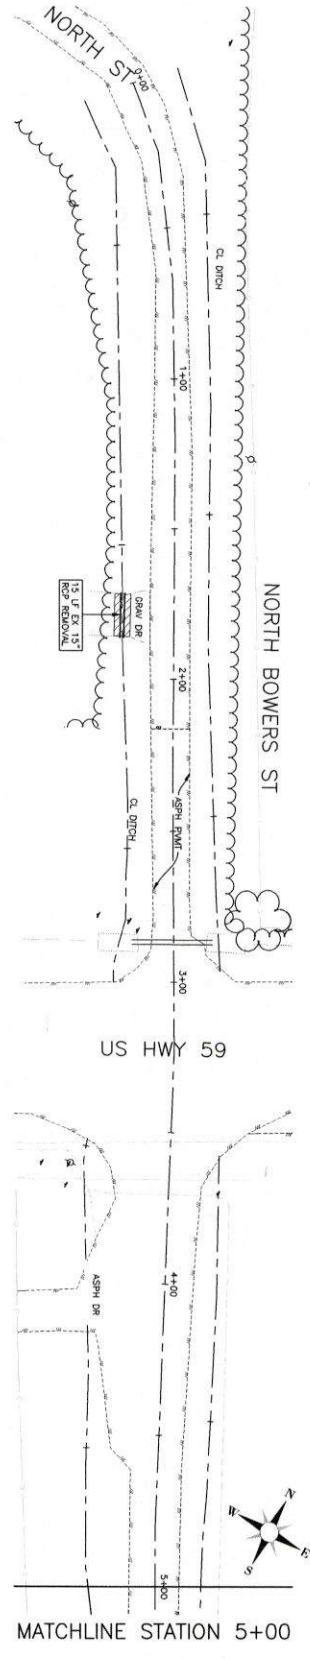 NORTH ST
0+00
CL DITCH
1+00
15 LF EX 15"
RCP REMOVAL
GRAV DR
NORTH BOWERS ST
2+00
ASPH PVMT
CL DITCH
3+00
US HWY 59
4+00
ASPH DR
N
W
E
S
5+00
MATCHLINE STATION 5+00